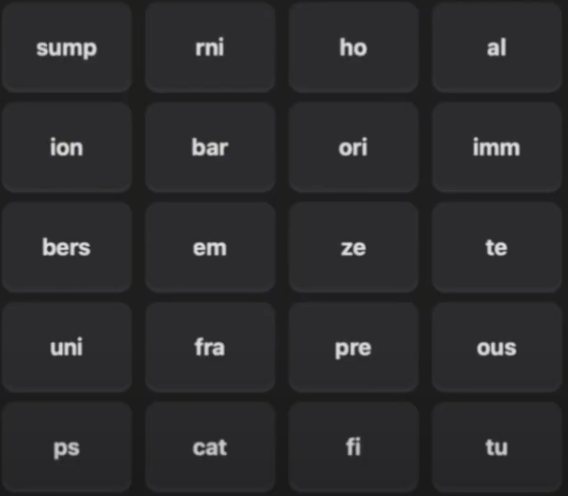 sump rni ho al
ion bar ori imm
bers em ze te
uni fra pre ous
ps cat fi tu